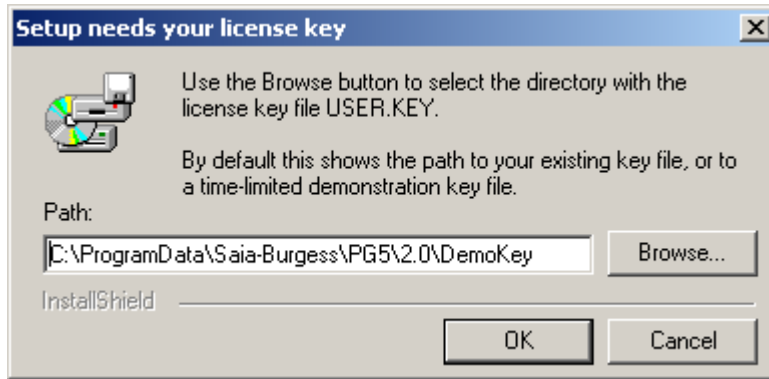 Setup needs your license key
Use the Browse button to select the directory with the
license key file USER.KEY.
By default this shows the path to your existing key file, or to
a time-limited demonstration key file.
Path:
C:\ProgramData\Saia-Burgess\PG5\2.0\DemoKey
Browse...
InstallShield
OK
Cancel